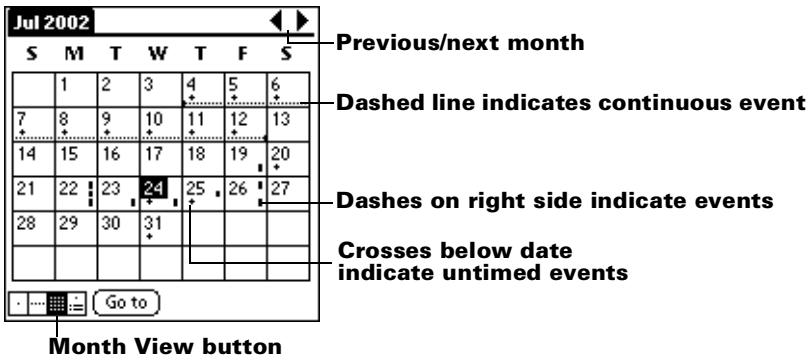 Jul 2002
Previous/next month
S M T W T F S
1 2 3 4 5 6
Dashed line indicates continuous event
7 8 9 10 11 12 13
14 15 16 17 18 19 20
21 22 23 24 25 26 27
Dashes on right side indicate events
28 29 30 31
Crosses below date
indicate untimed events
Go to
Month View button